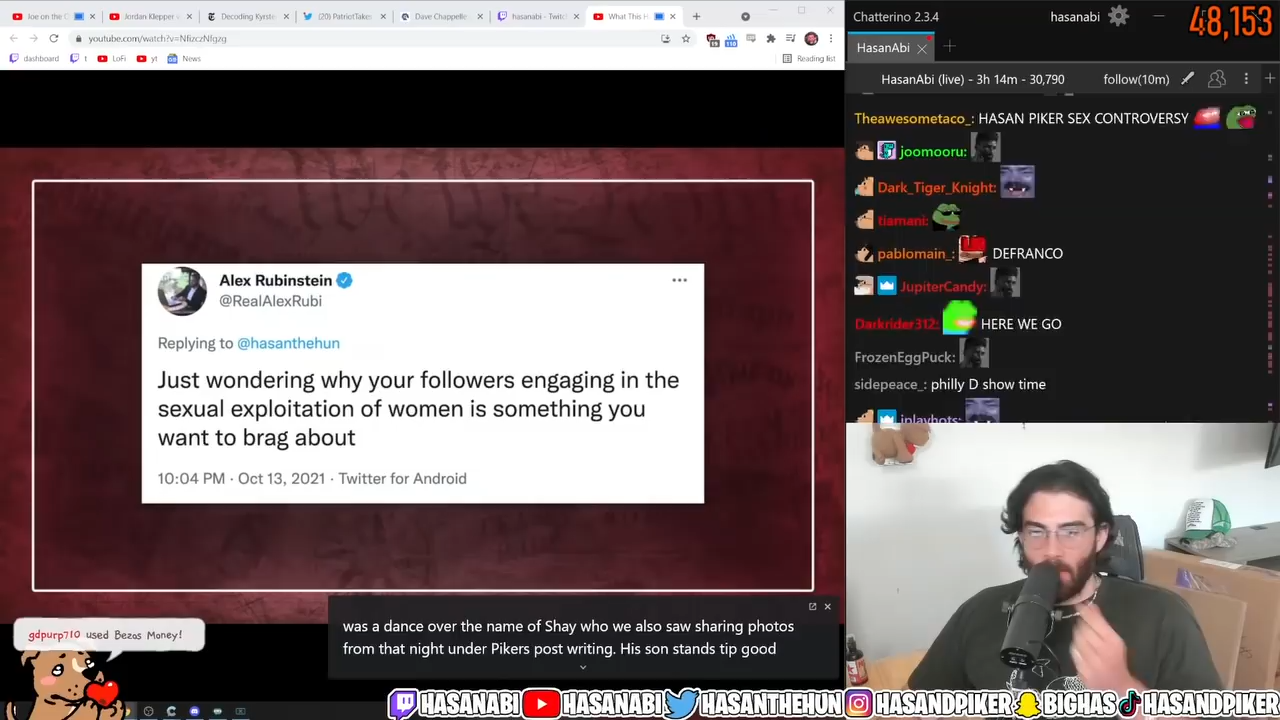 Joe on the C
Jordan Klepper
Decoding Kyrste
(20) PatriotTakes
Dave Chappelle
hasanabi - Twitc
What This H
youtube.com/watch?v=NfizczNfgzg
dashboard
t
LoFi
yt
News
Reading list
Alex Rubinstein
@RealAlexRubi
Replying to @hasanthehun
Just wondering why your followers engaging in the
sexual exploitation of women is something you
want to brag about
10:04 PM · Oct 13, 2021 · Twitter for Android
was a dance over the name of Shay who we also saw sharing photos
from that night under Pikers post writing. His son stands tip good
gdpurp710 used Bezos Money!
Chatterino 2.3.4
hasanabi
48,153
HasanAbi
HasanAbi (live) - 3h 14m - 30,790
follow(10m)
Theawesometaco_: HASAN PIKER SEX CONTROVERSY
joomooru:
Dark_Tiger_Knight:
tiamani:
pablomain_: DEFRANCO
JupiterCandy:
Darkrider312: HERE WE GO
FrozenEggPuck:
sidepeace_: philly D show time
iplayhots:
HASANABI HASANABI HASANTHEHUN HASANDPIKER BIGHAS HASANDPIKER